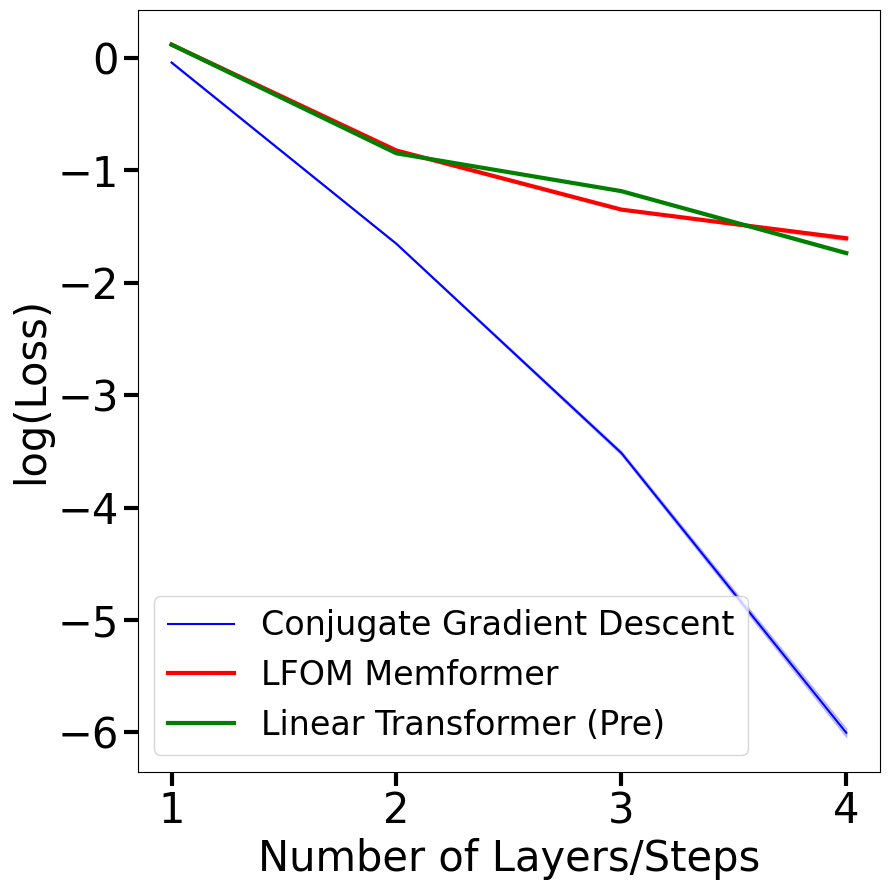 0
−1
−2
−3
−4
−5
−6
log(Loss)
Conjugate Gradient Descent
LFOM Memformer
Linear Transformer (Pre)
1 2 3 4
Number of Layers/Steps